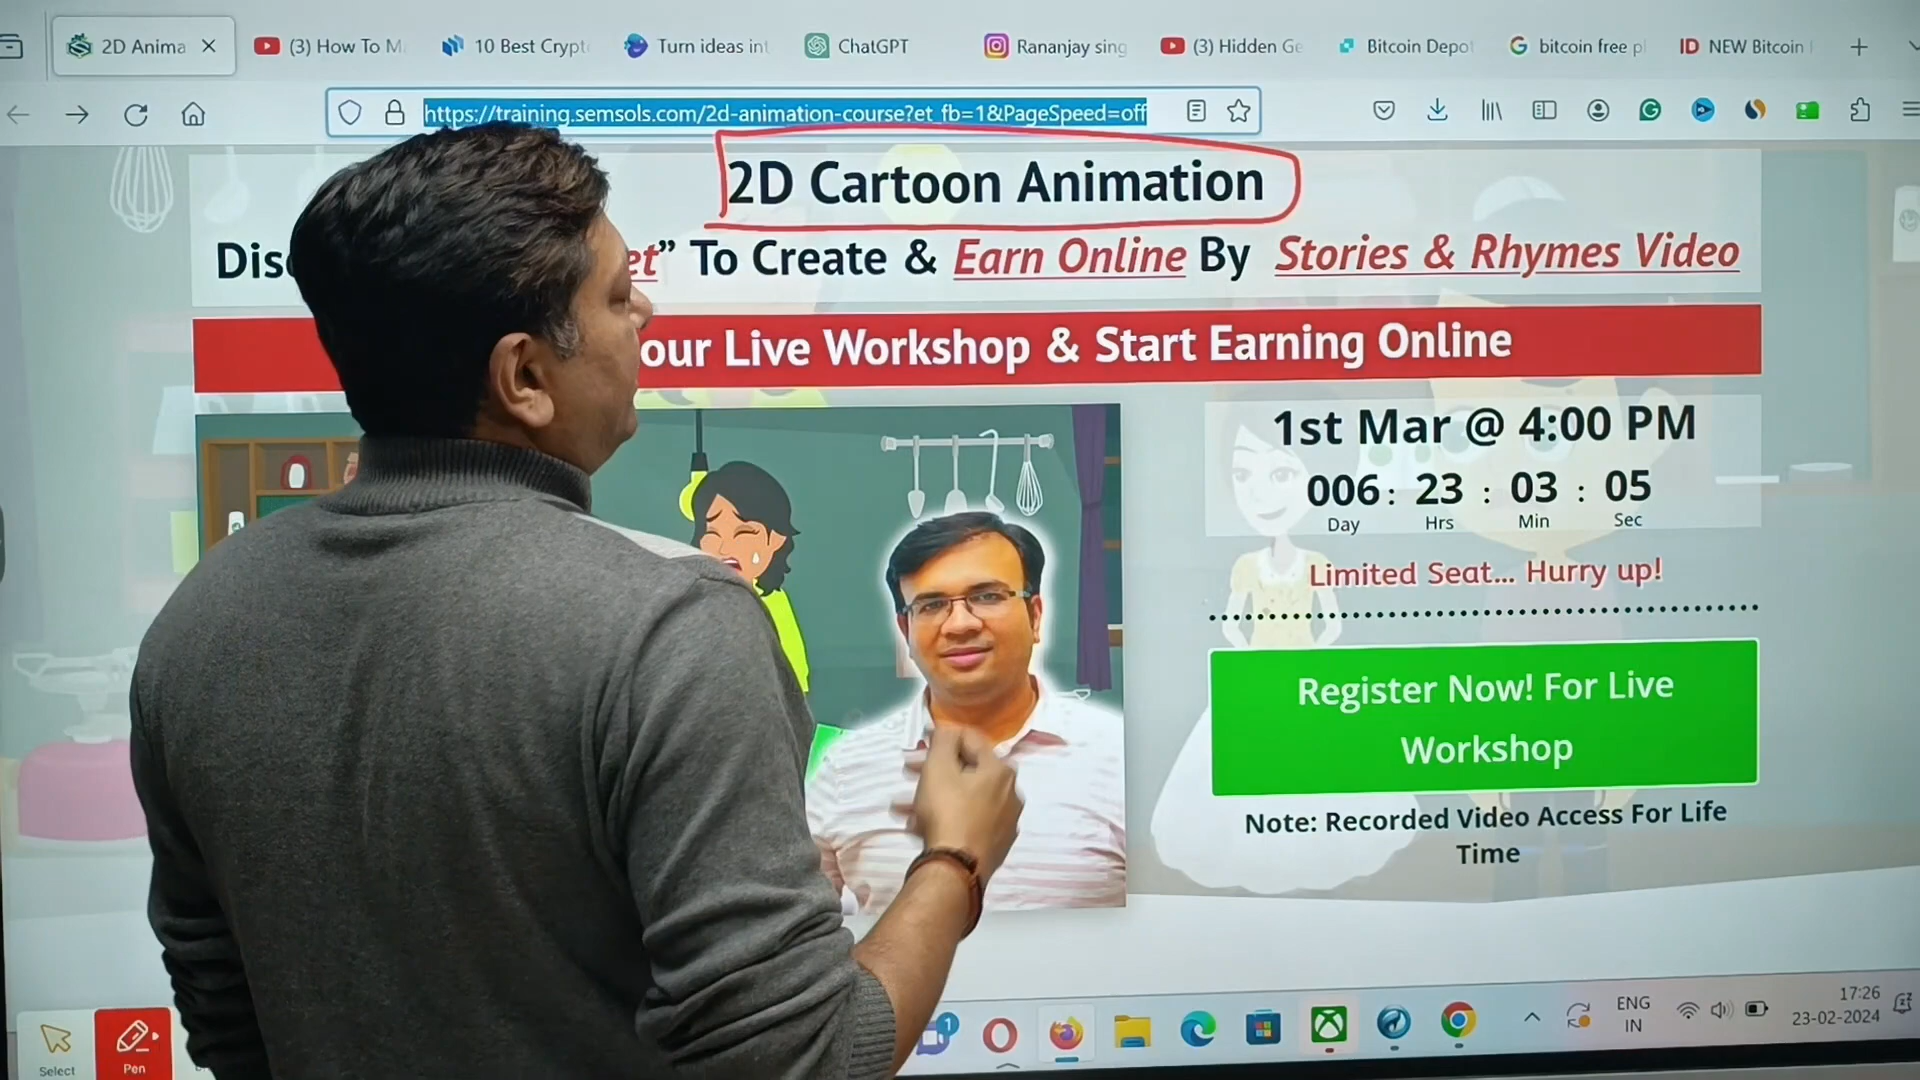 2D Anima
(3) How To M
10 Best Crypt
Turn ideas int
ChatGPT
Rananjay sing
(3) Hidden Ge
Bitcoin Depo
bitcoin free p
ID NEW Bitcoin
https://training.semsols.com/2d-animation-course?et_fb=1&PageSpeed=off
2D Cartoon Animation
” To Create & Earn Online By Stories & Rhymes Video
our Live Workshop & Start Earning Online
1st Mar @ 4:00 PM
006 : 23 : 03 : 05
Day Hrs Min Sec
Limited Seat... Hurry up!
Register Now! For Live
Workshop
Note: Recorded Video Access For Life
Time
Select
Pen
1
ENG
IN
17:26
23-02-2024